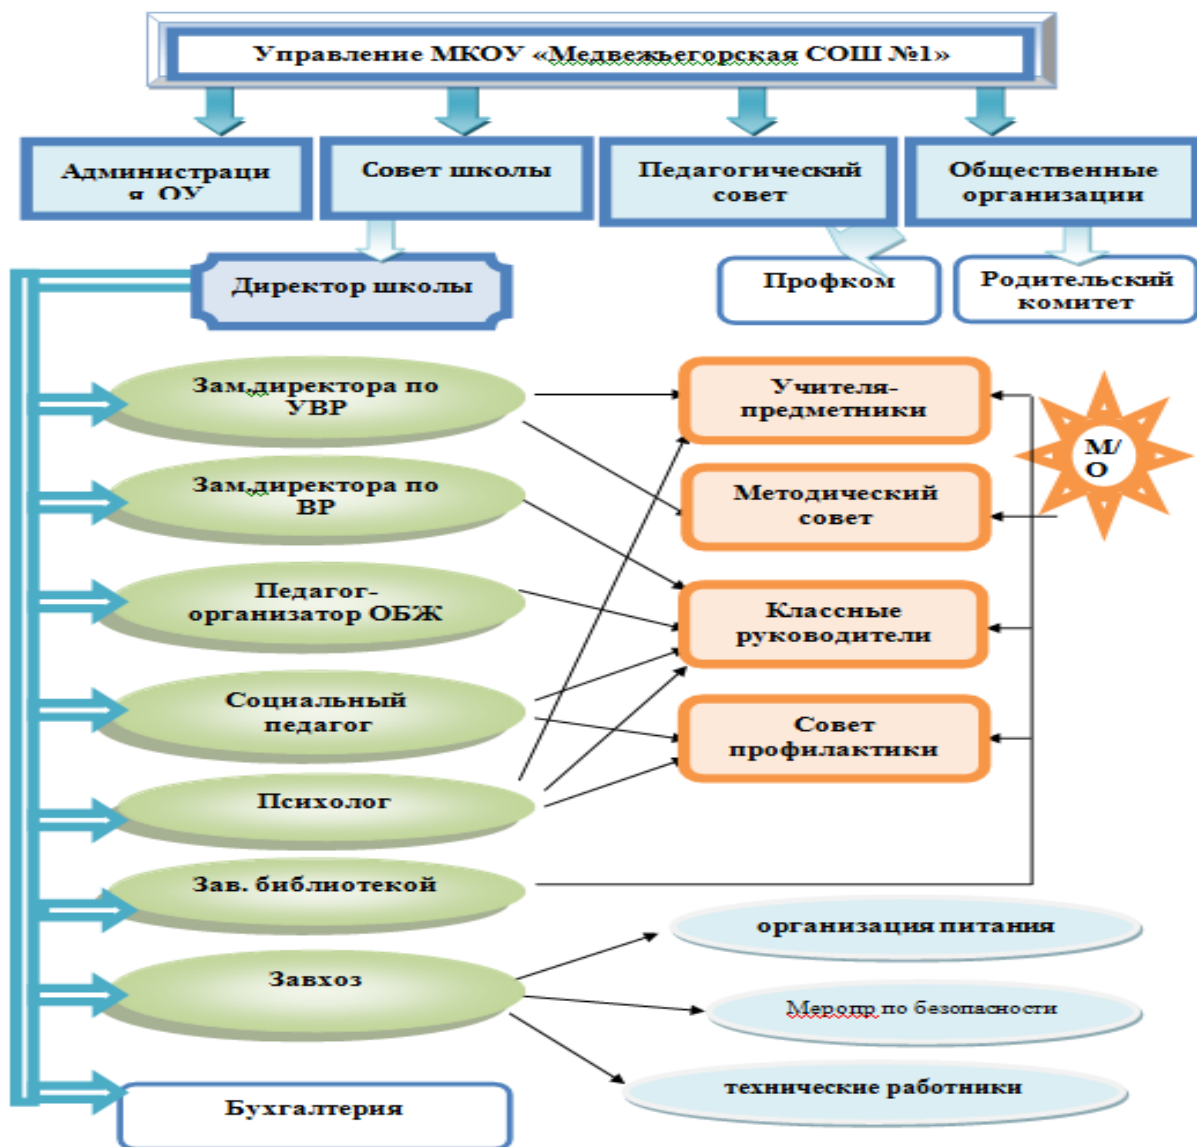 Управление МКОУ «Медвежьегорская СОШ №1»
Администраци
я ОУ
Совет школы
Педагогический
совет
Общественные
организации
Директор школы
Профком
Родительский
комитет
Зам.директора по
УВР
Учителя-
предметники
М/
О
Зам.директора по
ВР
Методический
совет
Педагог-
организатор ОБЖ
Классные
руководители
Социальный
педагог
Совет
профилактики
Психолог
Зав. библиотекой
организация питания
Завхоз
Меропр по безопасности
технические работники
Бухгалтерия